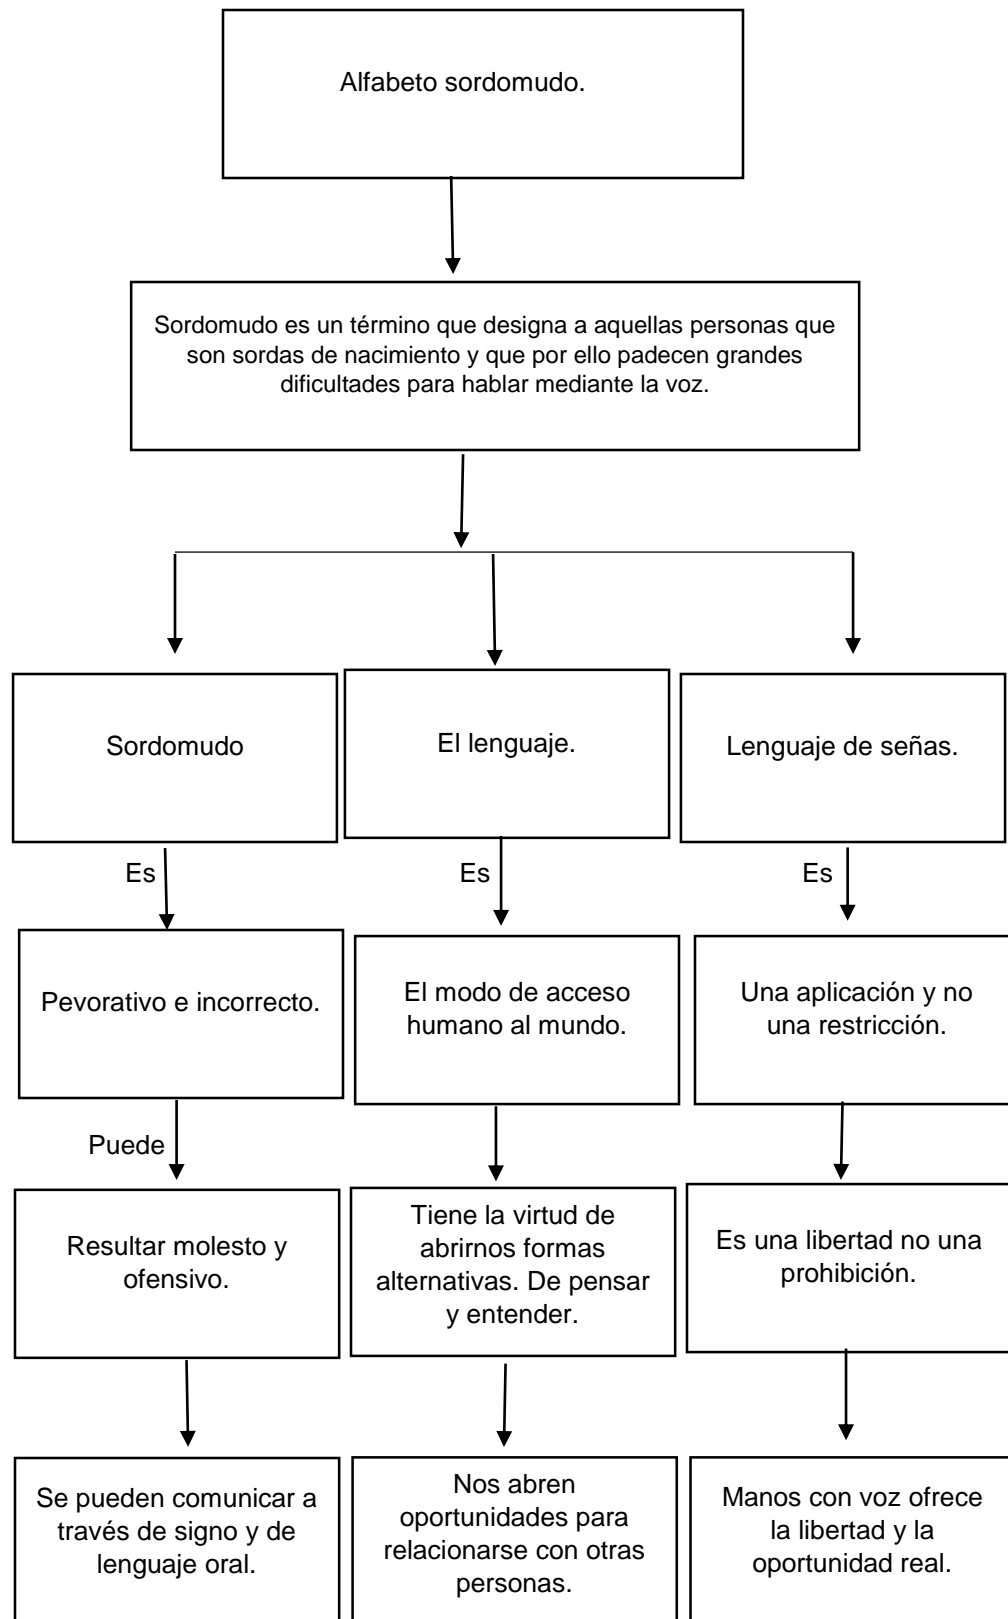 Alfabeto sordomudo.
Sordomudo es un término que designa a aquellas personas que
son sordas de nacimiento y que por ello padecen grandes
dificultades para hablar mediante la voz.
Sordomudo
El lenguaje.
Lenguaje de señas.
Es
Es
Es
Pevorativo e incorrecto.
El modo de acceso
humano al mundo.
Una aplicación y no
una restricción.
Puede
Resultar molesto y
ofensivo.
Tiene la virtud de
abrirnos formas
alternativas. De pensar
y entender.
Es una libertad no una
prohibición.
Se pueden comunicar a
través de signo y de
lenguaje oral.
Nos abren
oportunidades para
relacionarse con otras
personas.
Manos con voz ofrece
la libertad y la
oportunidad real.